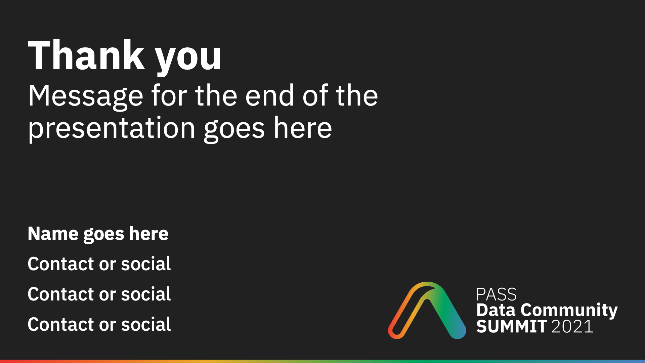 Thank you
Message for the end of the
presentation goes here
Name goes here
Contact or social
Contact or social
Contact or social
PASS
Data Community
SUMMIT 2021